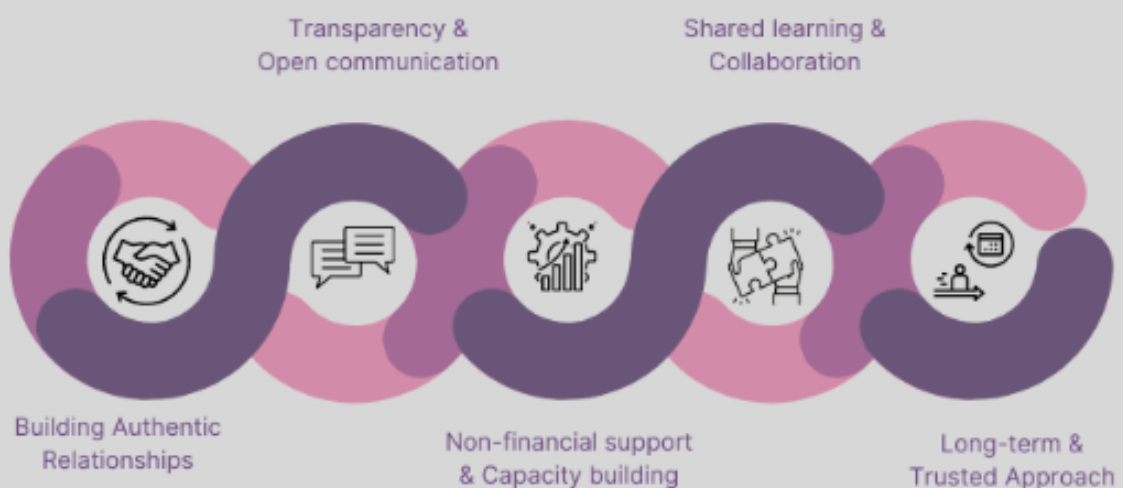 Transparency &
Open communication
Shared learning &
Collaboration
Building Authentic
Relationships
Non-financial support
& Capacity building
Long-term &
Trusted Approach